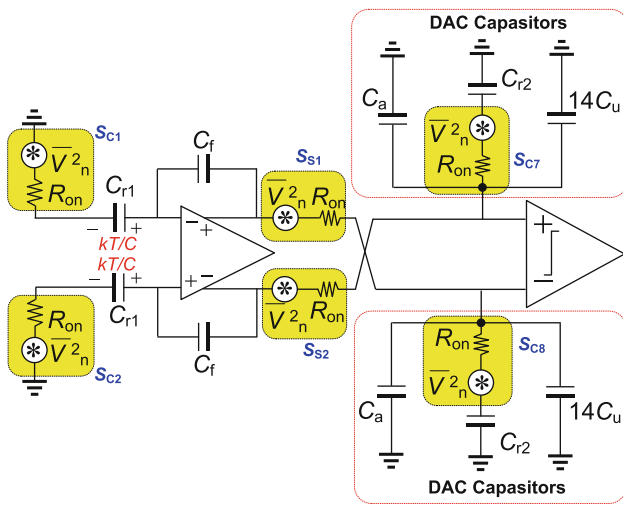 DAC Capasitors
C_a
C_r2
14C_u
V̅²_n
R_on
S_C7
S_C1
V̅²_n
R_on
C_r1
C_f
S_S1
V̅²_n
R_on
− +
kT/C
− +
+
−
kT/C
− +
+ −
C_r1
R_on
V̅²_n
S_C2
C_f
V̅²_n
R_on
S_S2
R_on
V̅²_n
S_C8
C_a
C_r2
14C_u
DAC Capasitors